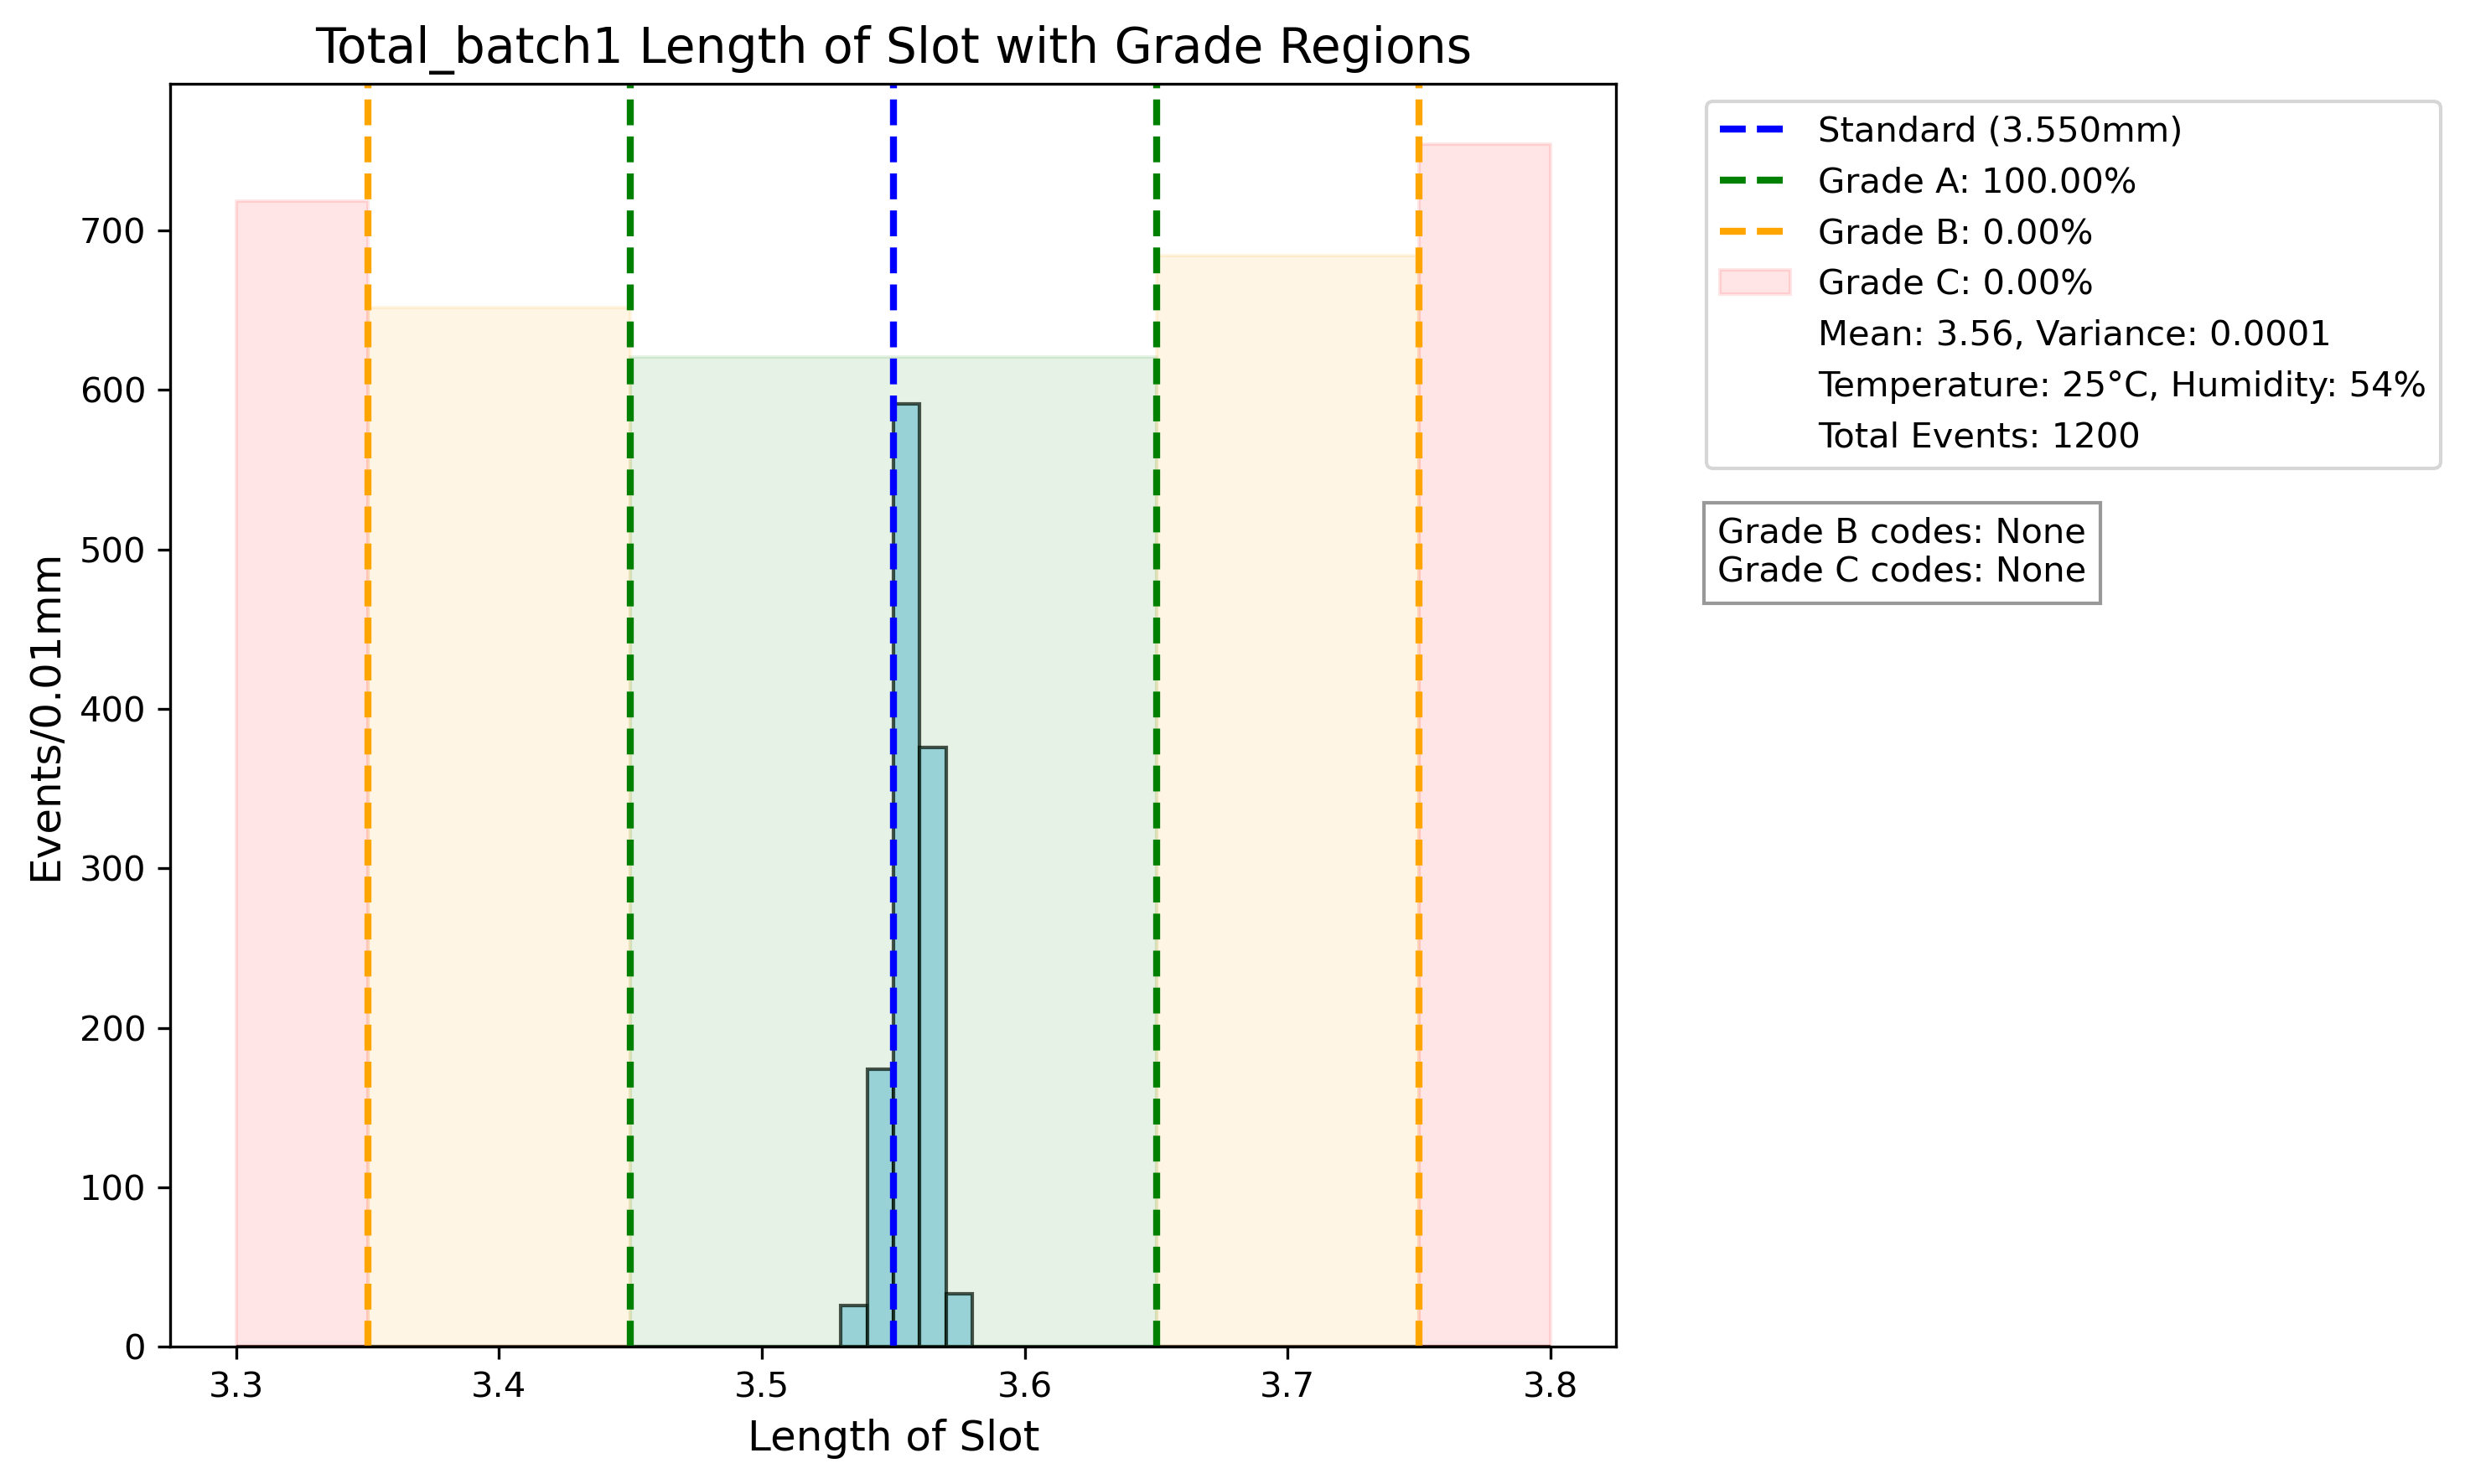 Total_batch1 Length of Slot with Grade Regions
Events/0.01mm
700
600
500
400
300
200
100
0
3.3 3.4 3.5 3.6 3.7 3.8
Length of Slot
Standard (3.550mm)
Grade A: 100.00%
Grade B: 0.00%
Grade C: 0.00%
Mean: 3.56, Variance: 0.0001
Temperature: 25°C, Humidity: 54%
Total Events: 1200
Grade B codes: None
Grade C codes: None